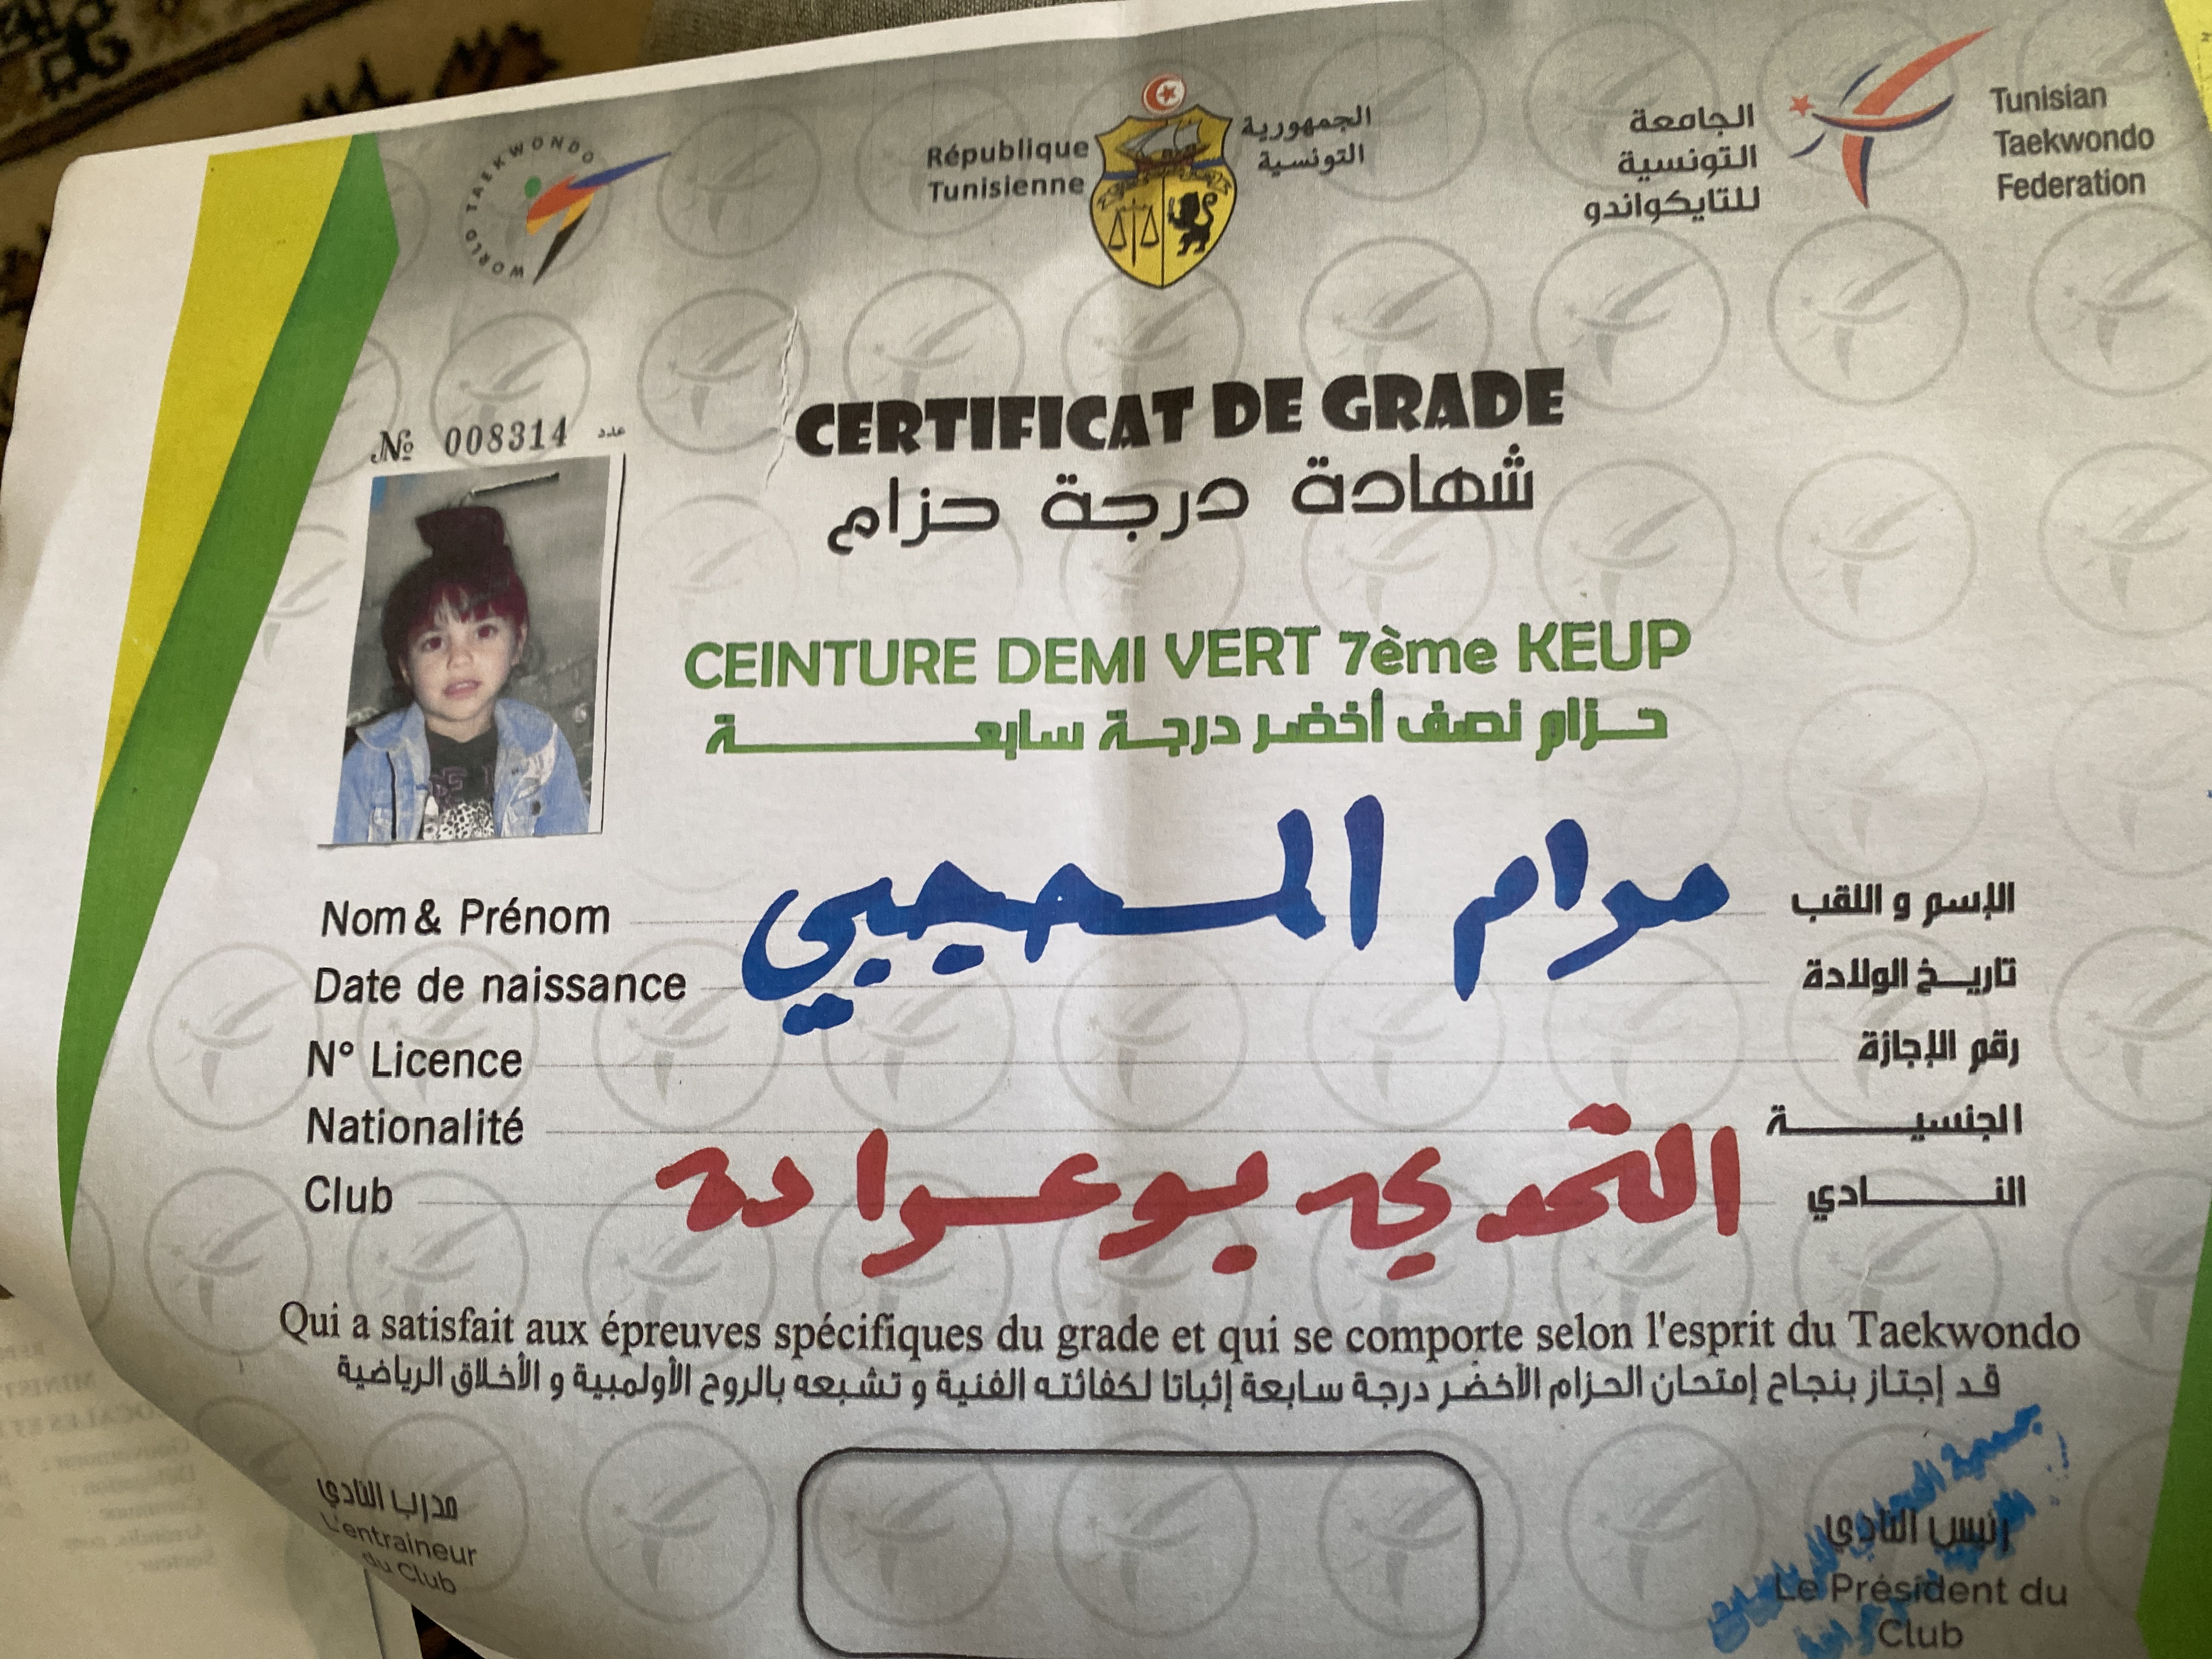 WORLD TAEKWONDO
République Tunisienne
الجمهورية التونسية
الجامعة التونسية للتايكواندو
Tunisian Taekwondo Federation
№ 008314 عدد
CERTIFICAT DE GRADE
شهادة درجة حزام
CEINTURE DEMI VERT 7ème KEUP
حزام نصف أخضر درجة سابعة
Nom & Prénom مرام المسحجبي الإسم و اللقب
Date de naissance تاريخ الولادة
N° Licence رقم الإجازة
Nationalité الجنسية
Club التحدي بوعرادة النادي
Qui a satisfait aux épreuves spécifiques du grade et qui se comporte selon l'esprit du Taekwondo
قد إجتاز بنجاح إمتحان الحزام الأخضر درجة سابعة إثباتا لكفائته الفنية و تشبعه بالروح الأولمبية و الأخلاق الرياضية
مدرب النادي
L'entraineur
du Club
جمعية
رئيس النادي
Le Président du
Club